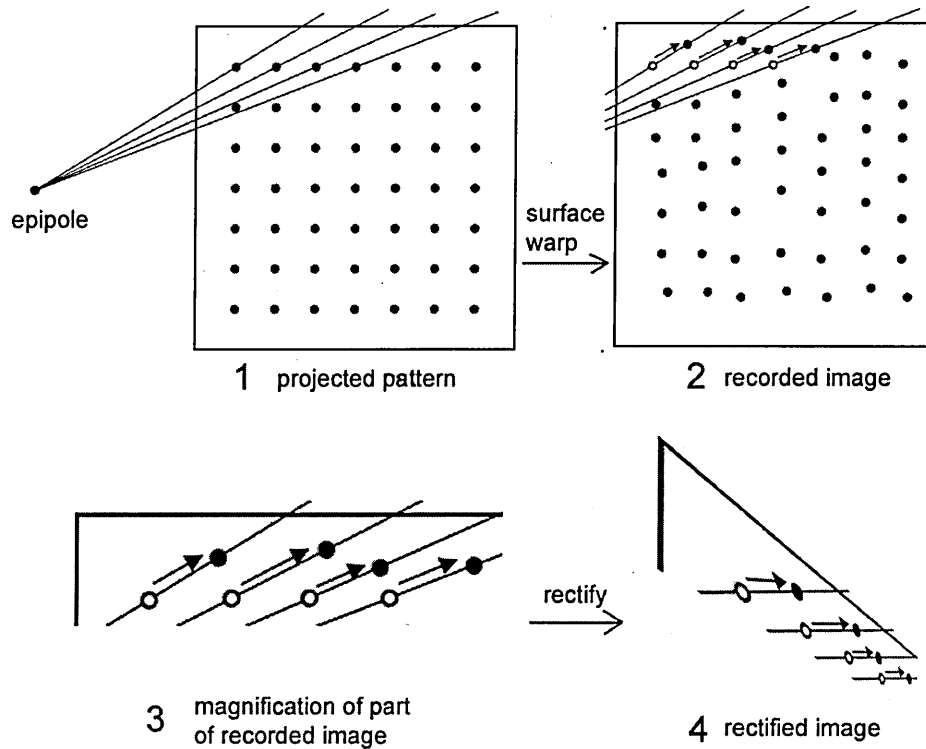 epipole
surface
warp
1 projected pattern
2 recorded image
rectify
3 magnification of part
of recorded image
4 rectified image